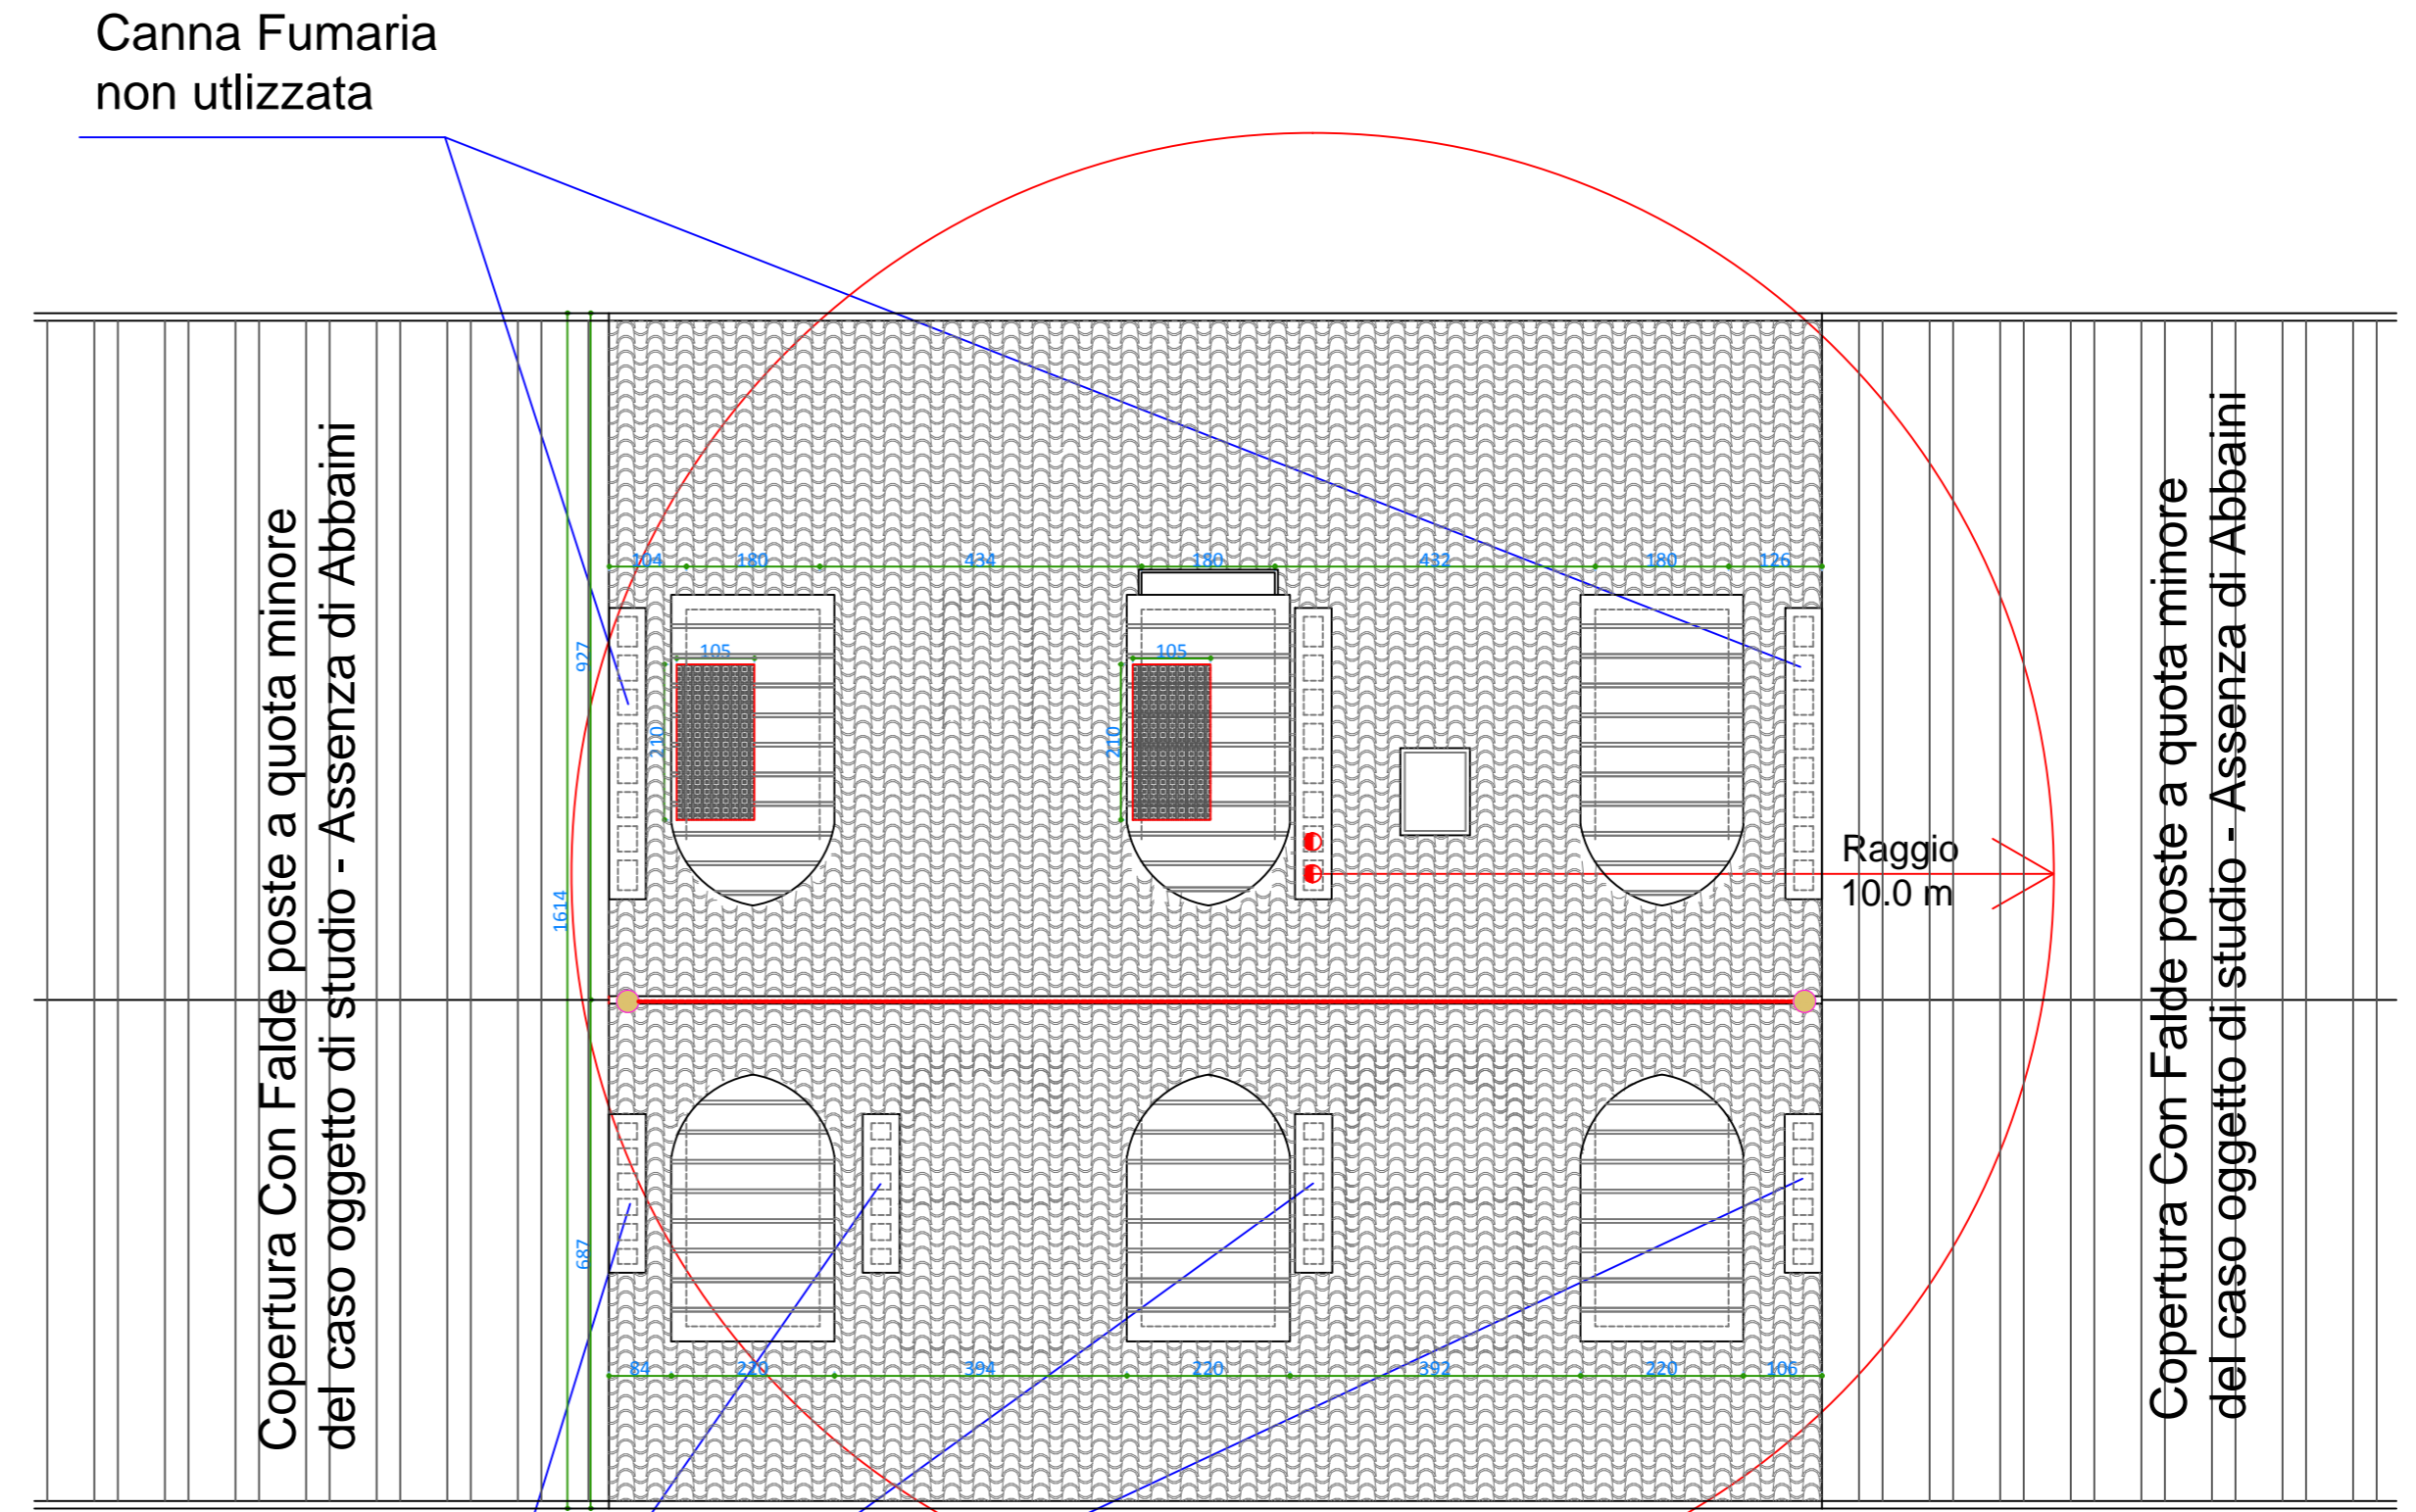 Canna Fumaria
non utlizzata
104 180 434 180 432 180 126
927
105
105
210
210
Raggio
10.0 m
1614
687
84 220 394 220 392 220 106
Copertura Con Falde poste a quota minore
del caso oggetto di studio - Assenza di Abbaini
Copertura Con Falde poste a quota minore
del caso oggetto di studio - Assenza di Abbaini